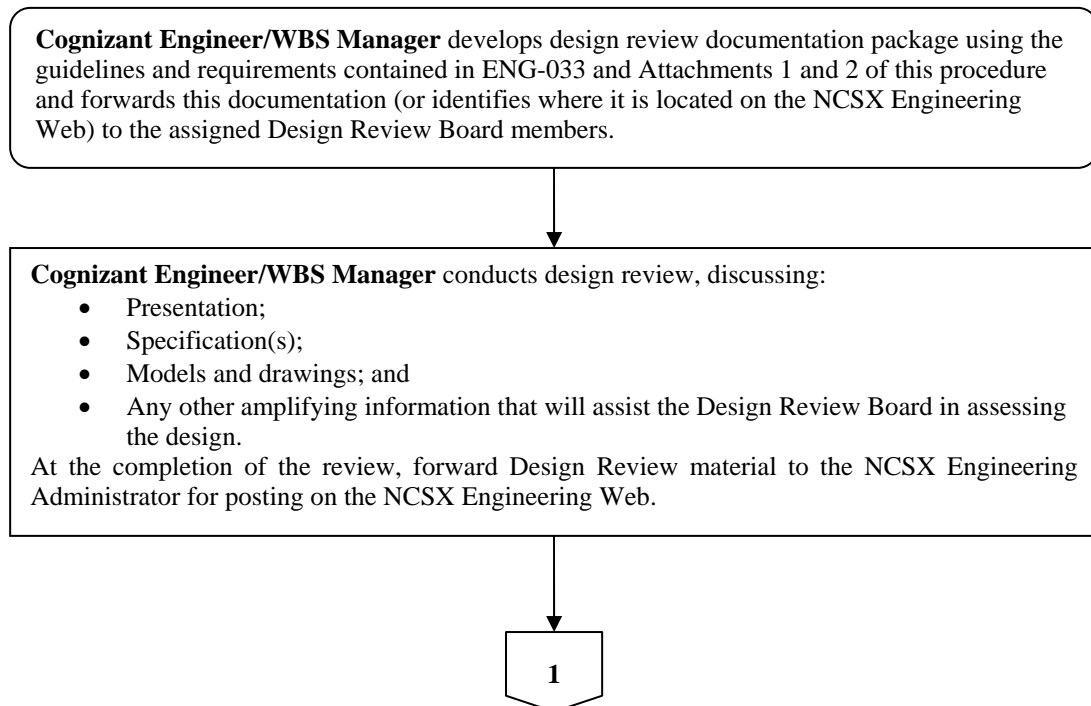 Cognizant Engineer/WBS Manager develops design review documentation package using the
guidelines and requirements contained in ENG-033 and Attachments 1 and 2 of this procedure
and forwards this documentation (or identifies where it is located on the NCSX Engineering
Web) to the assigned Design Review Board members.
Cognizant Engineer/WBS Manager conducts design review, discussing:
• Presentation;
• Specification(s);
• Models and drawings; and
• Any other amplifying information that will assist the Design Review Board in assessing
the design.
At the completion of the review, forward Design Review material to the NCSX Engineering
Administrator for posting on the NCSX Engineering Web.
1